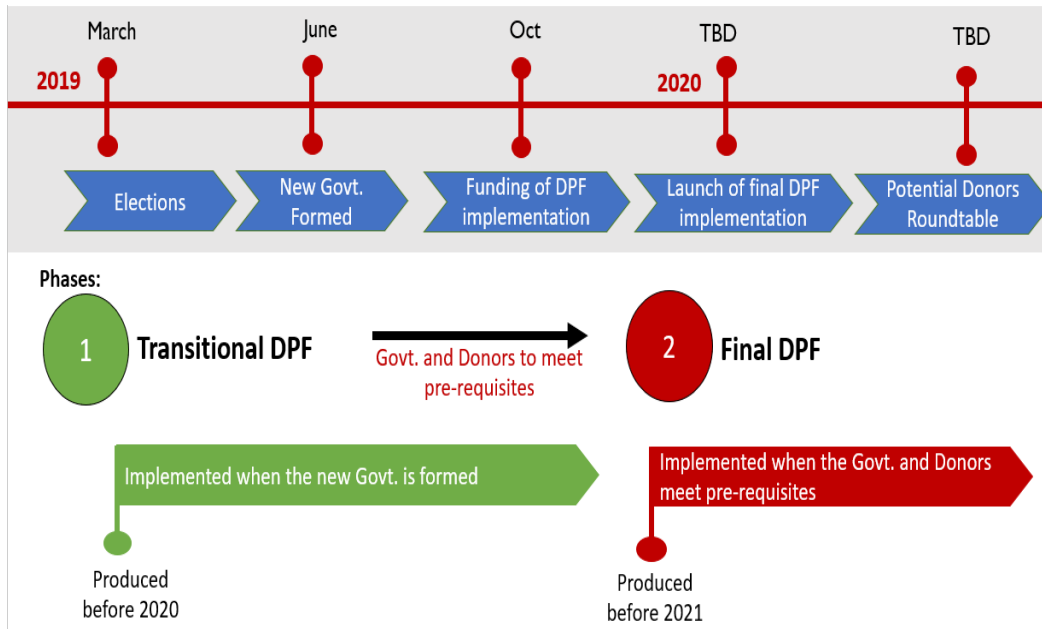 March
June
Oct
TBD
TBD
2019
2020
Elections
New Govt.
Formed
Funding of DPF
implementation
Launch of final DPF
implementation
Potential Donors
Roundtable
Phases:
1
Transitional DPF
Govt. and Donors to meet
pre-requisites
2
Final DPF
Implemented when the new Govt. is formed
Implemented when the Govt. and Donors
meet pre-requisites
Produced
before 2020
Produced
before 2021